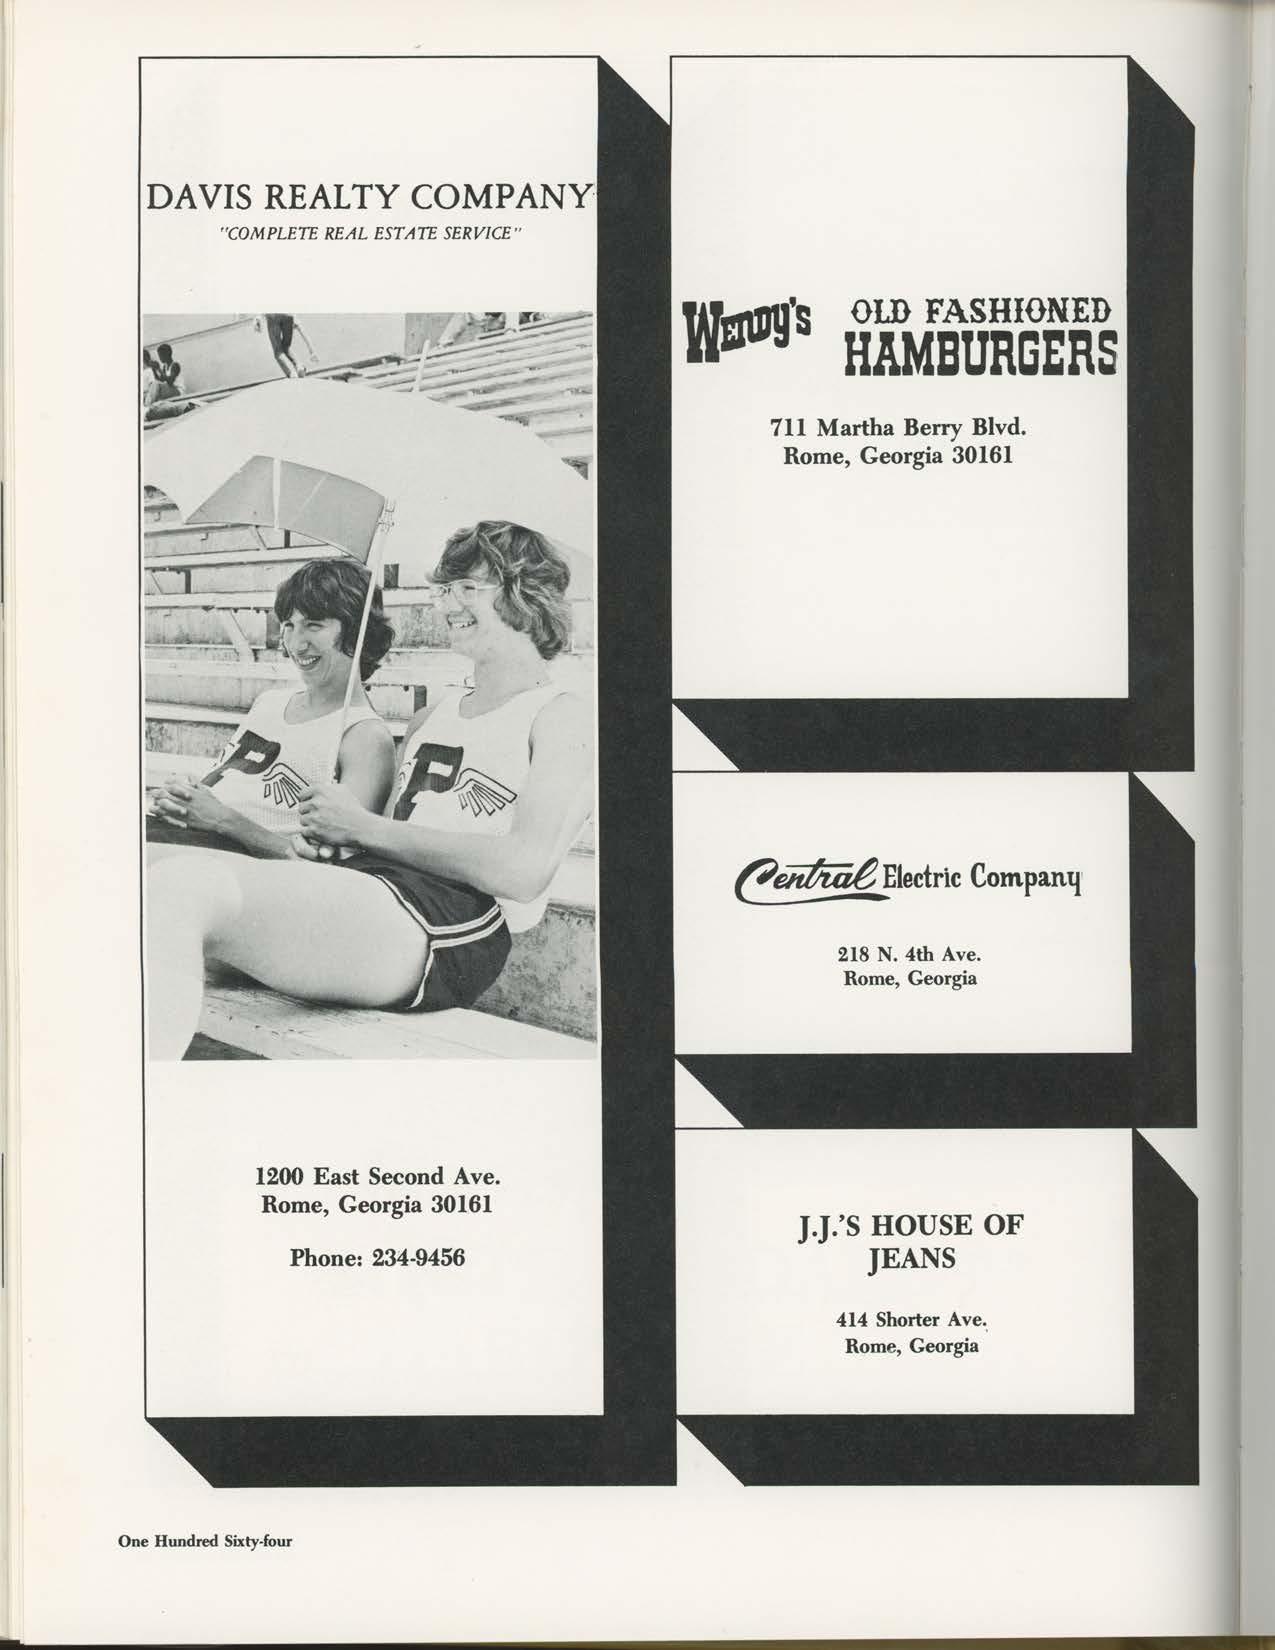 DAVIS REALTY COMPANY
"COMPLETE REAL ESTATE SERVICE"
P
P
1200 East Second Ave.
Rome, Georgia 30161
Phone: 234-9456
Wendy's OLD FASHIONED
HAMBURGERS
711 Martha Berry Blvd.
Rome, Georgia 30161
Central Electric Company
218 N. 4th Ave.
Rome, Georgia
J.J.'S HOUSE OF
JEANS
414 Shorter Ave.
Rome, Georgia
One Hundred Sixty-four